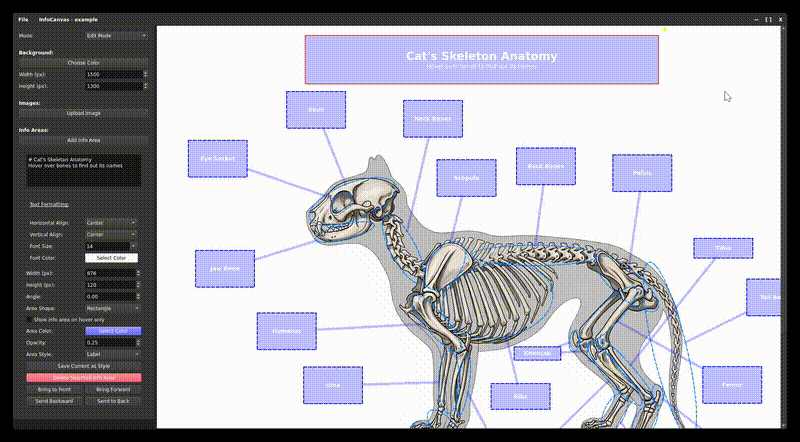 File InfoCanvas - example
Mode: Edit Mode
Background:
Choose Color
Width (px): 1500
Height (px): 1300
Images:
Upload Image
Info Areas:
Add Info Area
# Cat's Skeleton Anatomy
Hover over bones to find out its names
Text Formatting:
Horizontal Align: Center
Vertical Align: Center
Font Size: 14
Font Color: Select Color
Width (px): 876
Height (px): 120
Angle: 0.00
Area Shape: Rectangle
Show info area on hover only
Area Color: Select Color
Opacity: 0.25
Area Style: Label
Save Current as Style
Delete Selected Info Area
Bring to Front Bring Forward
Send Backward Send to Back
Cat's Skeleton Anatomy
Hover over bones to find out its names
Skull
Neck Bones
Eye Socket
Scapula
Back Bones
Pelvis
Jaw Bone
Tibia
Tail Bo
Humerus
Kneecap
Ulna
Ribs
Femur